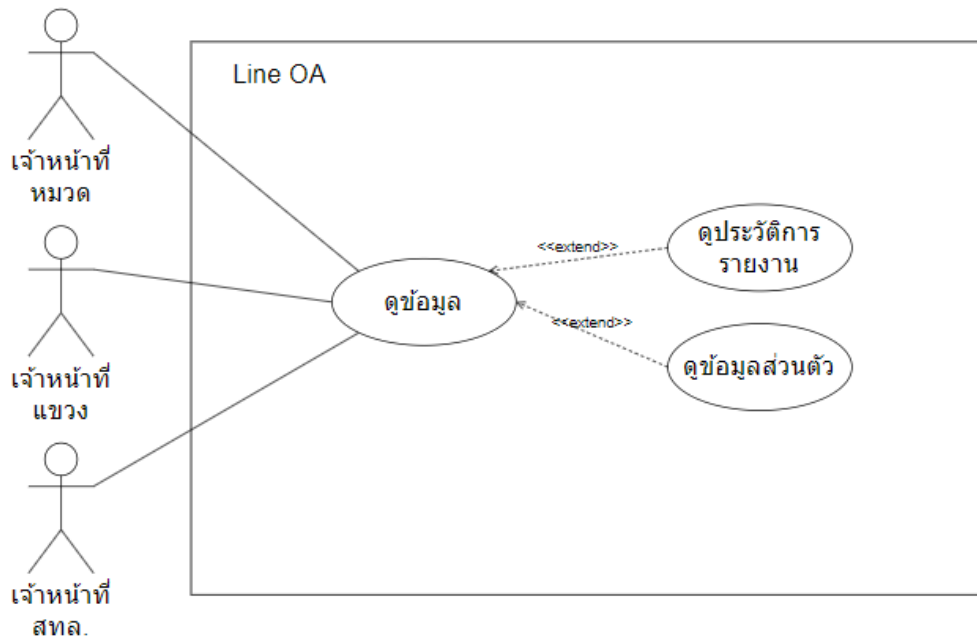 Line OA
เจ้าหน้าที่
หมวด
เจ้าหน้าที่
แขวง
เจ้าหน้าที่
สทล.
ดูข้อมูล
<<extend>>
<<extend>>
ดูประวัติการ
รายงาน
ดูข้อมูลส่วนตัว